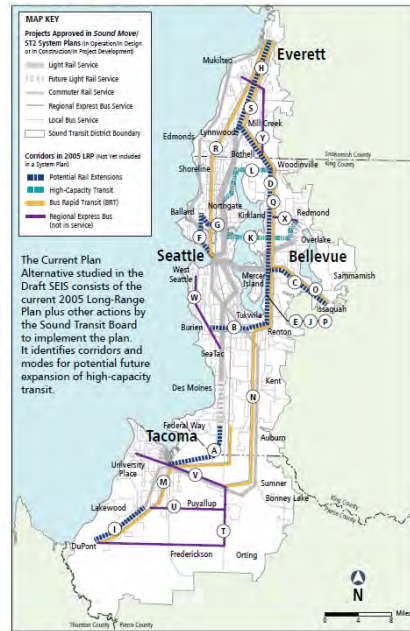 MAP KEY
Projects Approved in Sound Move/
ST2 System Plans (In Operation/In Design
or In Construction/In Project Development)
Light Rail Service
Future Light Rail Service
Commuter Rail Service
Regional Express Bus Service
Local Bus Service
Sound Transit District Boundary
Corridors in 2005 LRP (Not Yet included
in a System Plan)
Potential Rail Extensions
High-Capacity Transit
Bus Rapid Transit (BRT)
Regional Express Bus
(not in service)
The Current Plan
Alternative studied in the
Draft SEIS consists of the
current 2005 Long-Range
Plan plus other actions by
the Sound Transit Board
to implement the plan.
It identifies corridors and
modes for potential future
expansion of high-capacity
transit.
Everett
Mukilteo
H
S
Mill Creek
Lynnwood
Edmonds
R
Y
Bothell
Snohomish County
King County
Woodinville
Shoreline
L
D
Q
Northgate
Kirkland
Ballard
G
X
Redmond
F
K
Overlake
Seattle
Bellevue
Sammamish
West
Seattle
Mercer
Island
C
O
Issaquah
W
Tukwila
Burien
B
Renton
E
J
P
SeaTac
Kent
Des Moines
N
Federal Way
Tacoma
A
Auburn
University
Place
M
V
Sumner
Bonney Lake
King County
Pierce County
Lakewood
U
Puyallup
I
T
DuPont
Frederickson
Orting
Thurston County
Pierce County
N
0
4
8
Miles